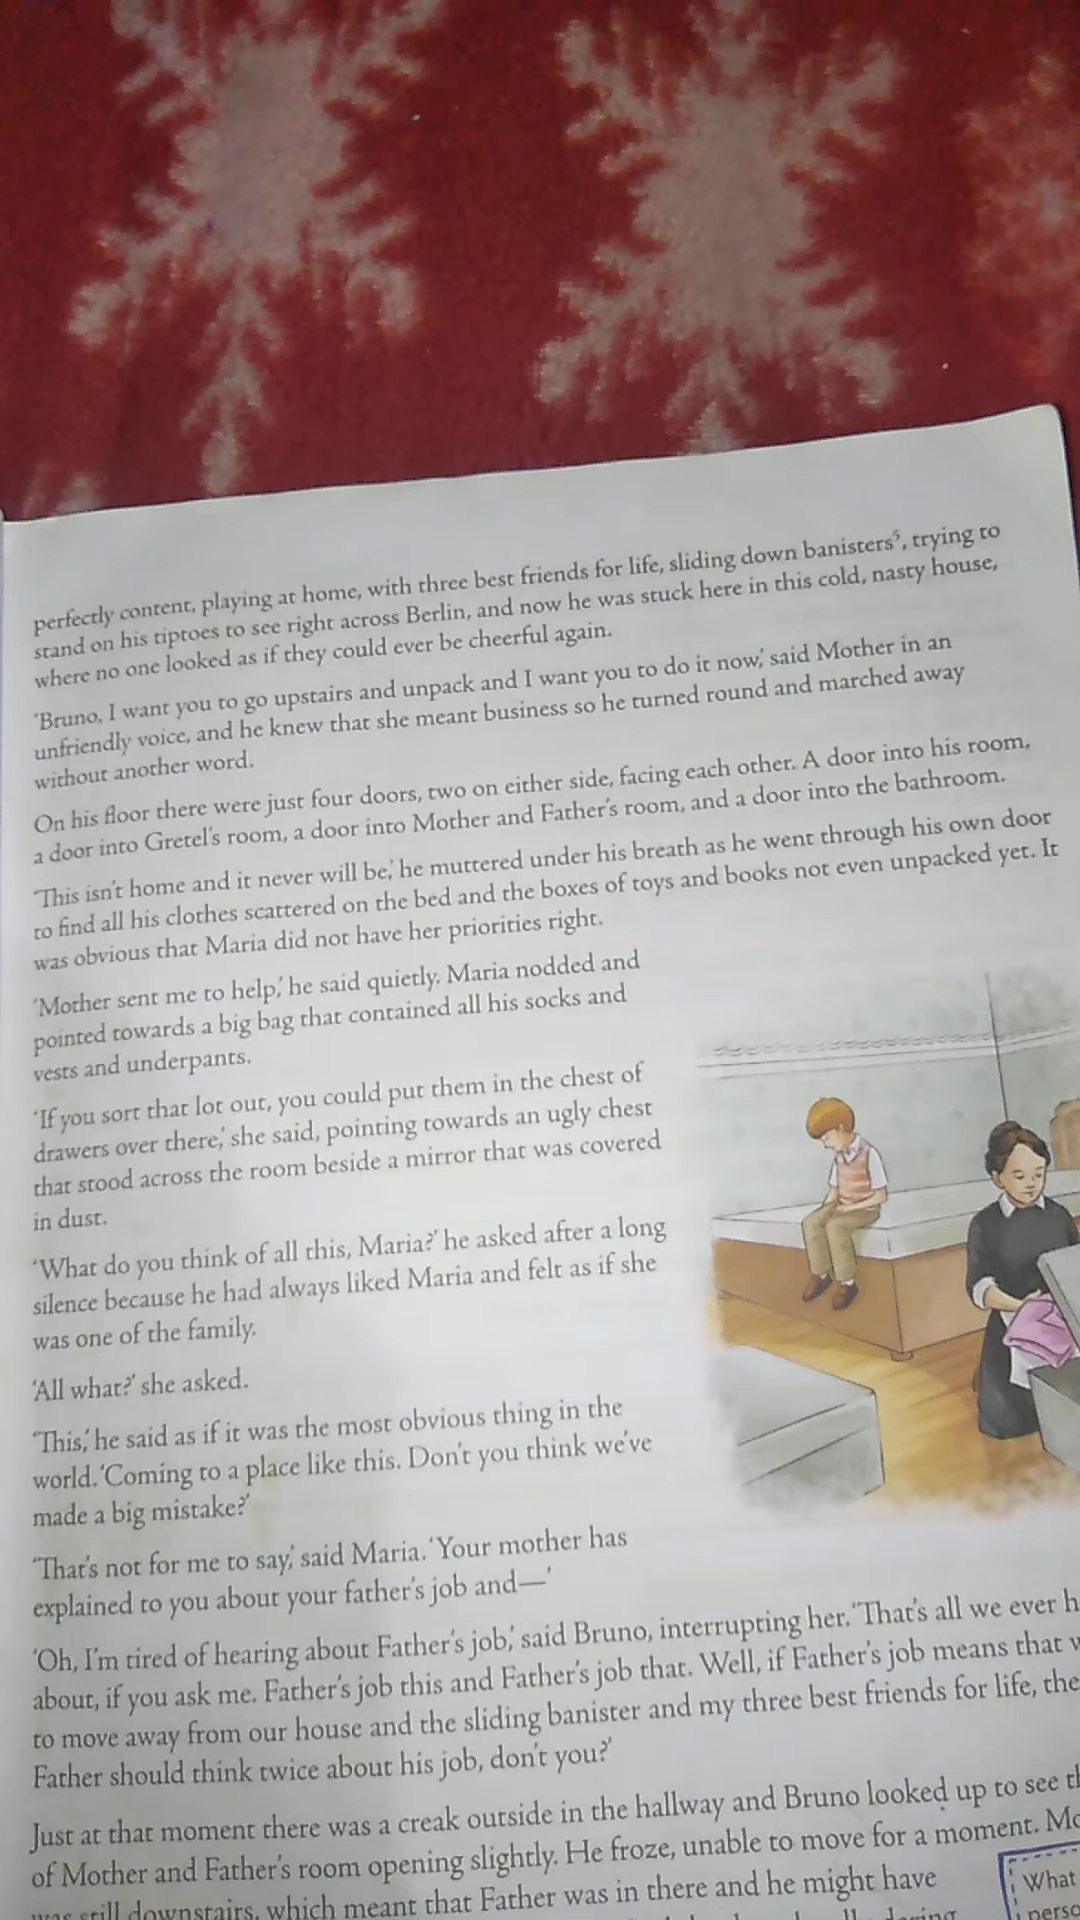 perfectly content, playing at home, with three best friends for life, sliding down banisters⁵, trying to
stand on his tiptoes to see right across Berlin, and now he was stuck here in this cold, nasty house,
where no one looked as if they could ever be cheerful again.
‘Bruno, I want you to go upstairs and unpack and I want you to do it now,’ said Mother in an
unfriendly voice, and he knew that she meant business so he turned round and marched away
without another word.
On his floor there were just four doors, two on either side, facing each other. A door into his room,
a door into Gretel’s room, a door into Mother and Father’s room, and a door into the bathroom.
‘This isn’t home and it never will be,’ he muttered under his breath as he went through his own door
to find all his clothes scattered on the bed and the boxes of toys and books not even unpacked yet. It
was obvious that Maria did not have her priorities right.
‘Mother sent me to help,’ he said quietly. Maria nodded and
pointed towards a big bag that contained all his socks and
vests and underpants.
‘If you sort that lot out, you could put them in the chest of
drawers over there,’ she said, pointing towards an ugly chest
that stood across the room beside a mirror that was covered
in dust.
‘What do you think of all this, Maria?’ he asked after a long
silence because he had always liked Maria and felt as if she
was one of the family.
‘All what?’ she asked.
‘This,’ he said as if it was the most obvious thing in the
world. ‘Coming to a place like this. Don’t you think we’ve
made a big mistake?’
‘That’s not for me to say,’ said Maria. ‘Your mother has
explained to you about your father’s job and—’
‘Oh, I’m tired of hearing about Father’s job,’ said Bruno, interrupting her. ‘That’s all we ever
about, if you ask me. Father’s job this and Father’s job that. Well, if Father’s job means that
to move away from our house and the sliding banister and my three best friends for life,
Father should think twice about his job, don’t you?’
Just at that moment there was a creak outside in the hallway and Bruno looked up to see
of Mother and Father’s room opening slightly. He froze, unable to move for a moment.
was still downstairs, which meant that Father was in there and he might have
What